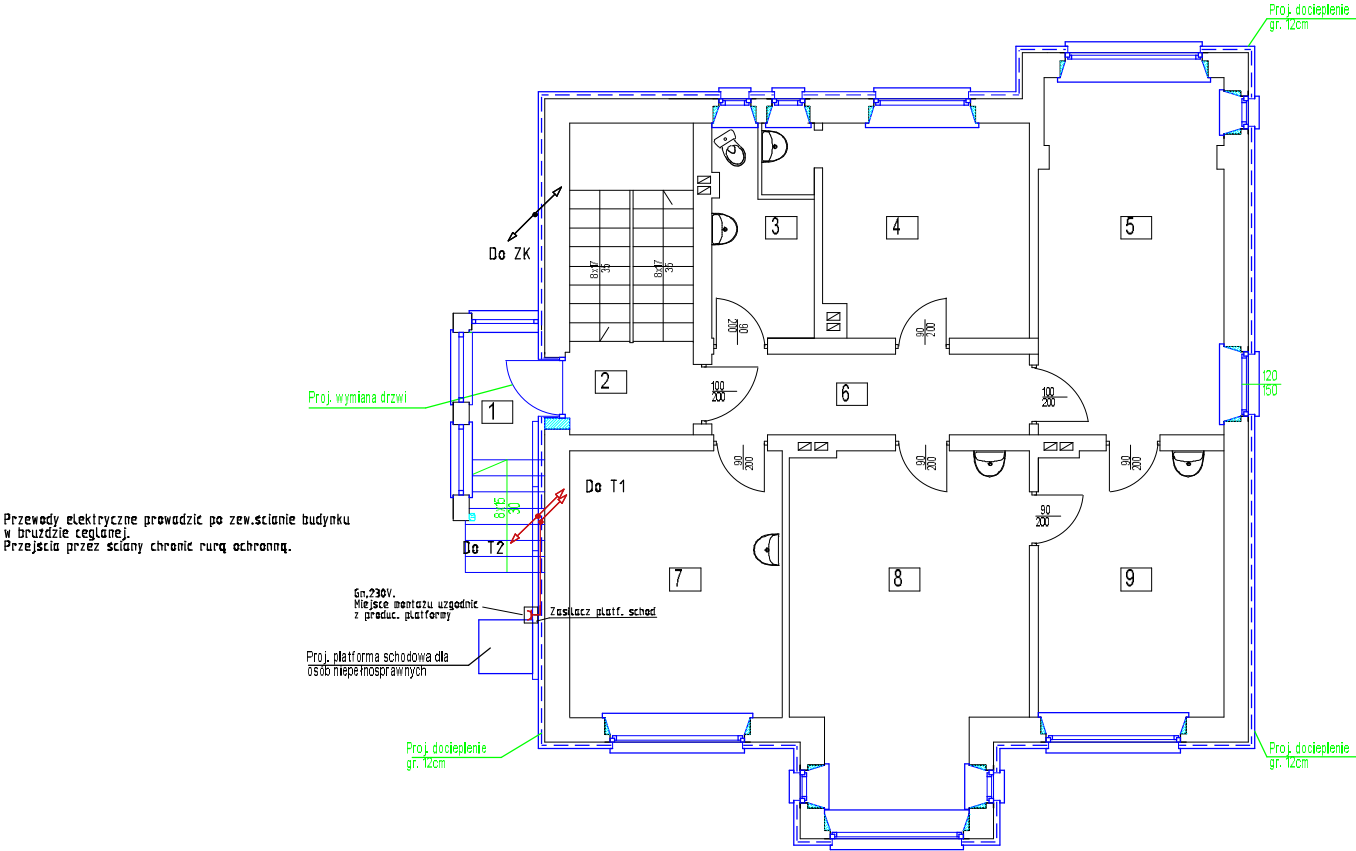 Proj. docieplenie
gr. 12cm
Do ZK
8x17
35
8x17
35
3
4
5
90
200
90
200
2
100
200
6
100
200
120
150
Proj. wymiana drzwi
1
90
200
90
200
90
200
Do T1
8x15
30
90
200
Przewody elektryczne prowadzic po zew.scianie budynku
w bruzdzie ceglanej.
Przejscia przez sciany chronic rurą ochronną.
Do T2
7
8
9
Gn.230V.
Miejsce montazu uzgodnic
z produc. platformy
Zasilacz platf. schod
Proj. platforma schodowa dla
osób niepełnosprawnych
Proj. docieplenie
gr. 12cm
Proj. docieplenie
gr. 12cm